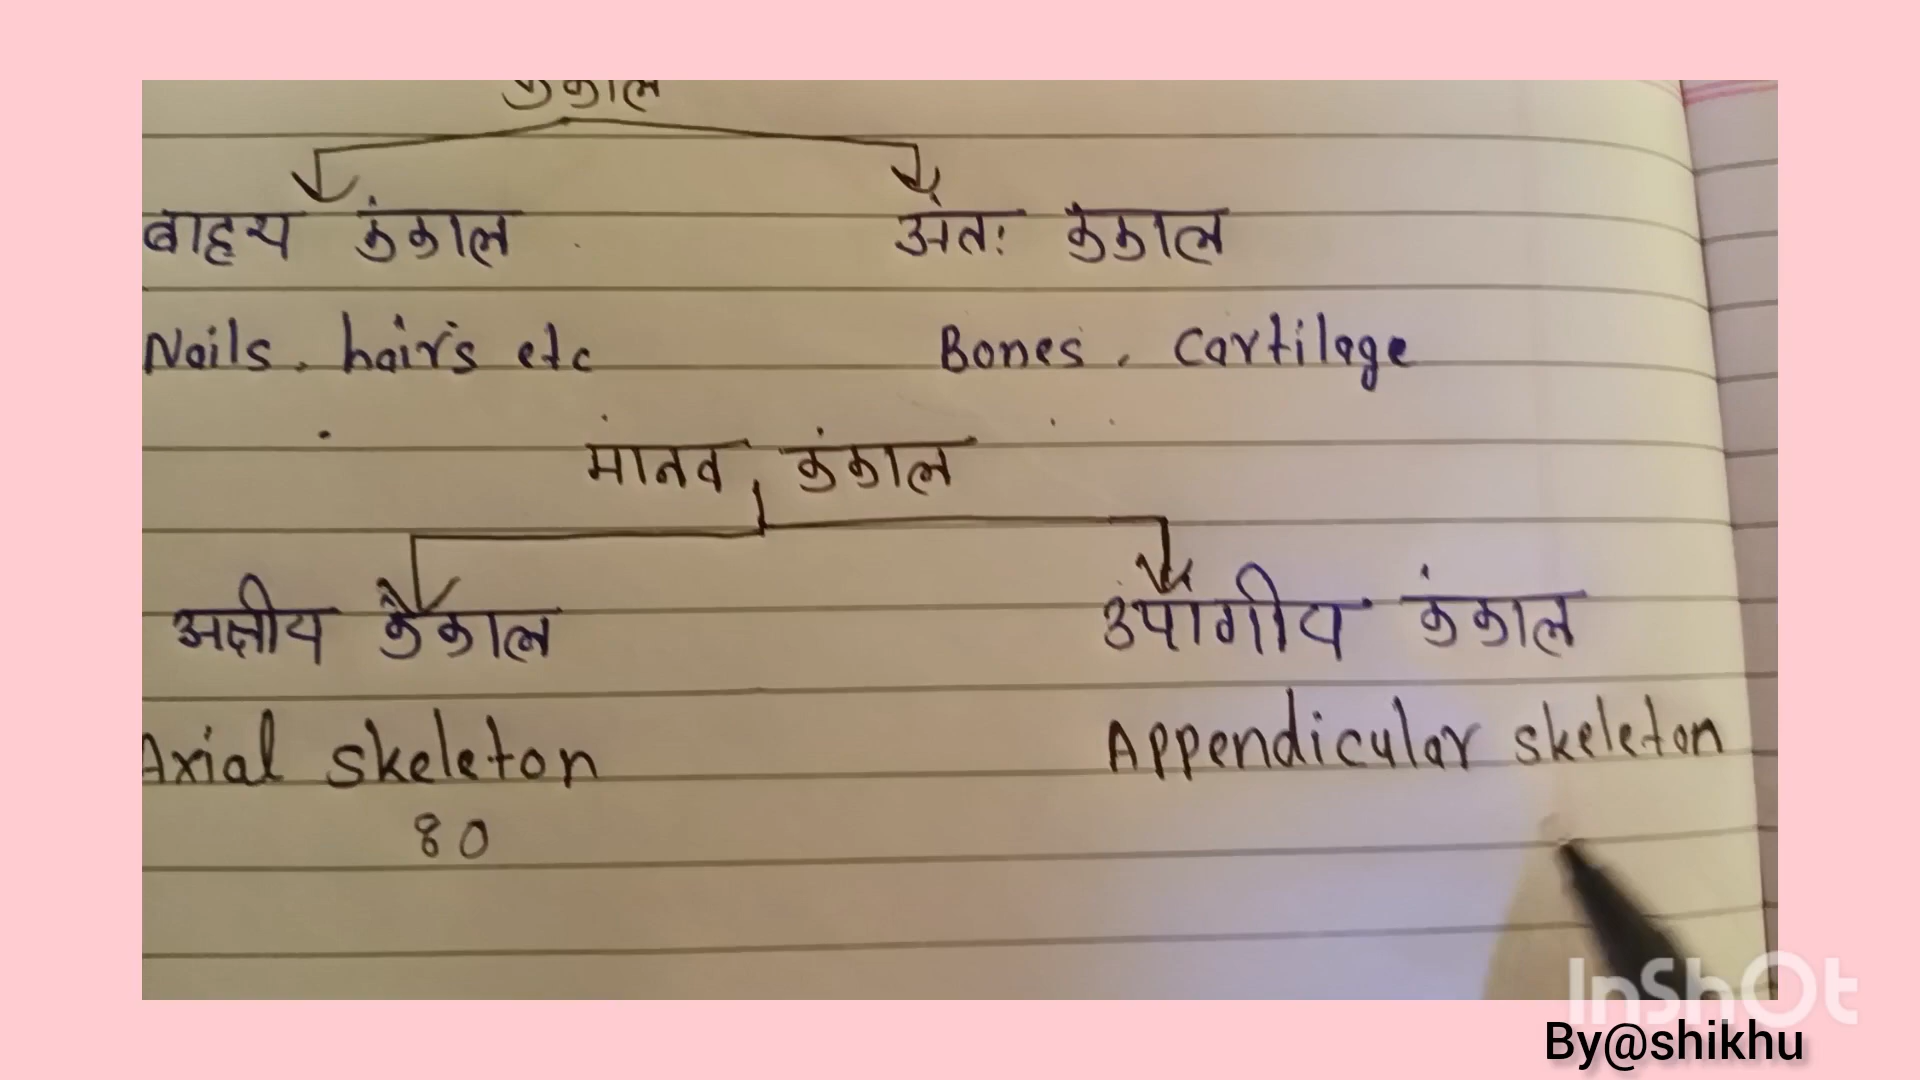 कंकाल
बाह्य कंकाल अंतः कंकाल
Nails, hairs etc Bones, cartilage
मानव कंकाल
अक्षीय कंकाल उपांगीय कंकाल
Axial skeleton Appendicular skeleton
80
InShOt
By@shikhu